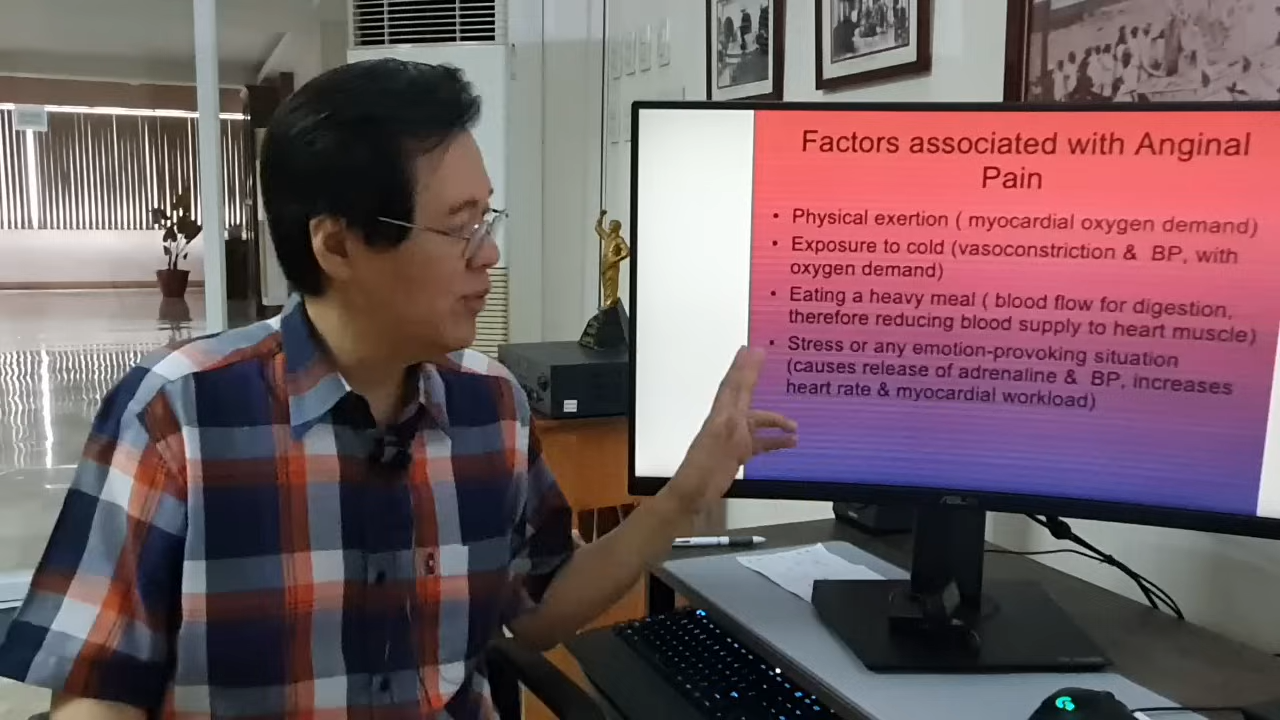 Factors associated with Anginal
Pain
• Physical exertion ( myocardial oxygen demand)
• Exposure to cold (vasoconstriction & BP, with
oxygen demand)
• Eating a heavy meal ( blood flow for digestion,
therefore reducing blood supply to heart muscle)
• Stress or any emotion-provoking situation
(causes release of adrenaline & BP, increases
heart rate & myocardial workload)
ASUS